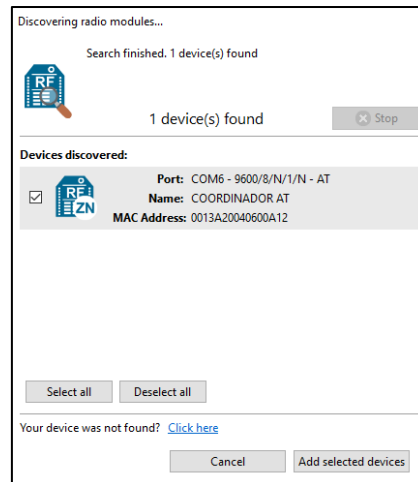 Discovering radio modules...
Search finished. 1 device(s) found
RF
1 device(s) found
Stop
Devices discovered:
RF
ZN
Port: COM6 - 9600/8/N/1/N - AT
Name: COORDINADOR AT
MAC Address: 0013A20040600A12
Select all
Deselect all
Your device was not found? Click here
Cancel
Add selected devices